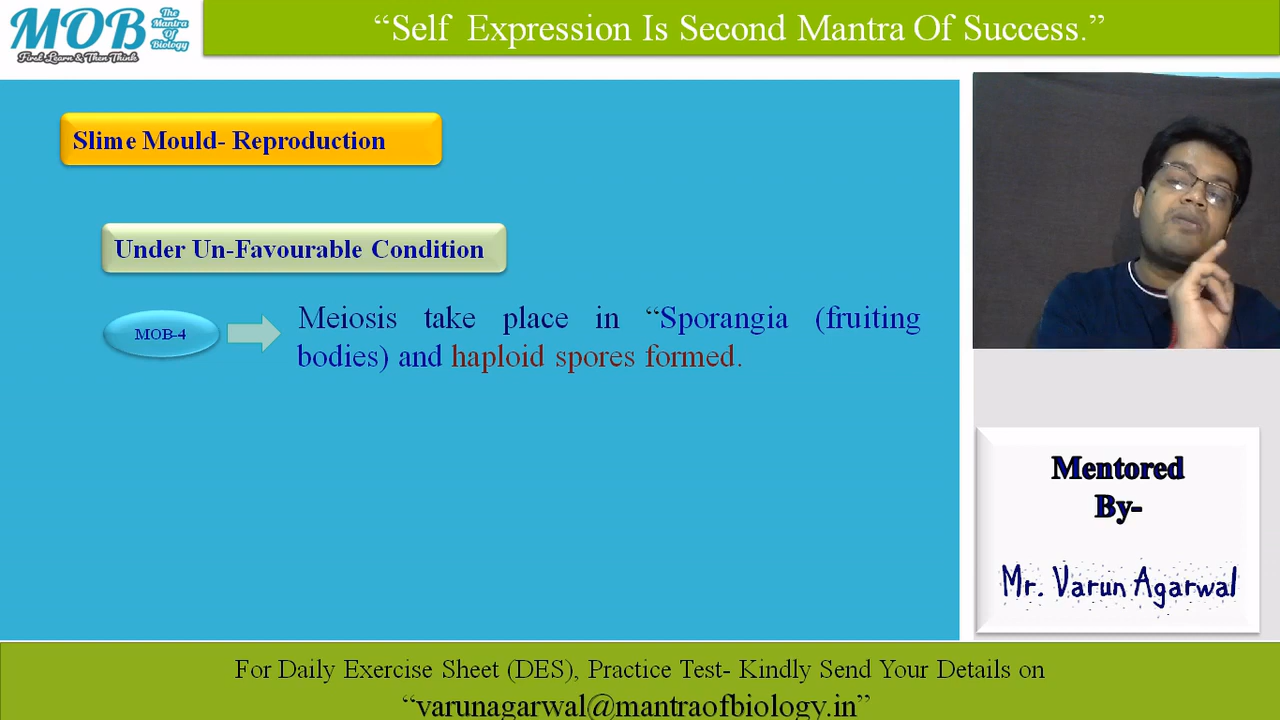 MOB
The
Mantra
Of
Biology
First Learn & Then Think
“Self Expression Is Second Mantra Of Success.”
Slime Mould- Reproduction
Under Un-Favourable Condition
MOB-4
Meiosis take place in “Sporangia (fruiting
bodies) and haploid spores formed.
Mentored
By-
Mr. Varun Agarwal
For Daily Exercise Sheet (DES), Practice Test- Kindly Send Your Details on
“varunagarwal@mantraofbiology.in”